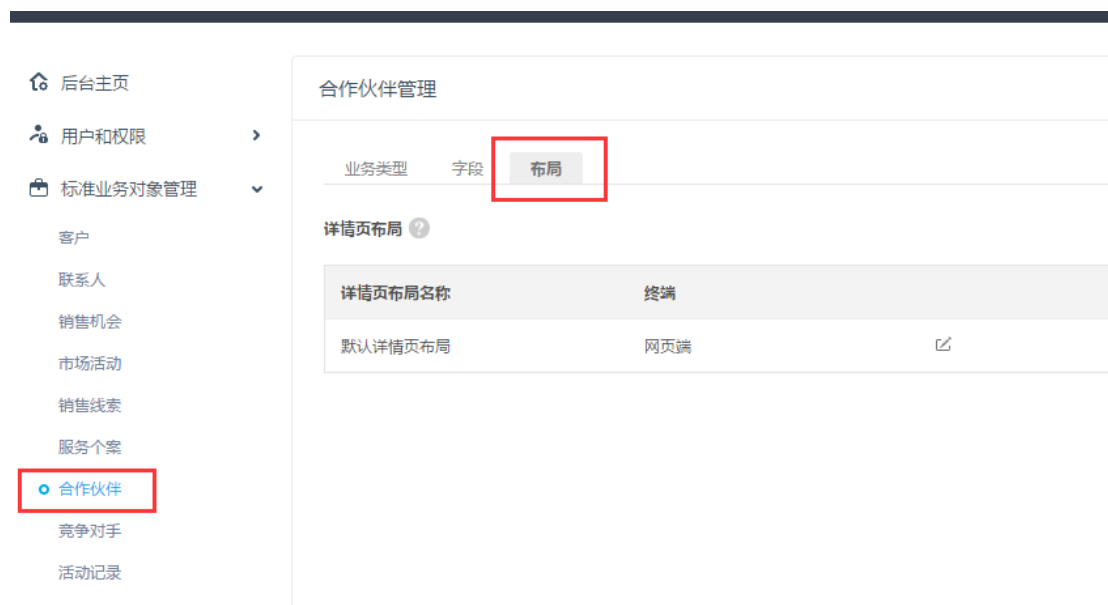 后台主页
用户和权限
标准业务对象管理
客户
联系人
销售机会
市场活动
销售线索
服务个案
合作伙伴
竞争对手
活动记录
合作伙伴管理
业务类型 字段 布局
详情页布局 ?
详情页布局名称 终端
默认详情页布局 网页端